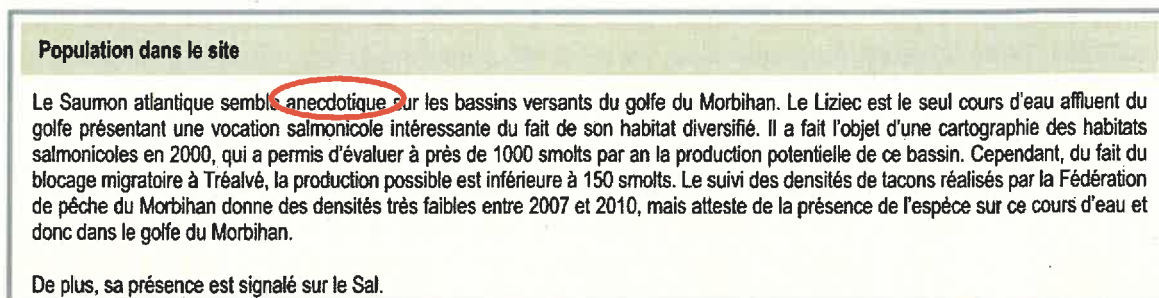 Population dans le site
Le Saumon atlantique semble anecdotique sur les bassins versants du golfe du Morbihan. Le Liziec est le seul cours d'eau affluent du
golfe présentant une vocation salmonicole intéressante du fait de son habitat diversifié. Il a fait l'objet d'une cartographie des habitats
salmonicoles en 2000, qui a permis d'évaluer à près de 1000 smolts par an la production potentielle de ce bassin. Cependant, du fait du
blocage migratoire à Tréalvé, la production possible est inférieure à 150 smolts. Le suivi des densités de tacons réalisés par la Fédération
de pêche du Morbihan donne des densités très faibles entre 2007 et 2010, mais atteste de la présence de l'espèce sur ce cours d'eau et
donc dans le golfe du Morbihan.
De plus, sa présence est signalé sur le Sal.